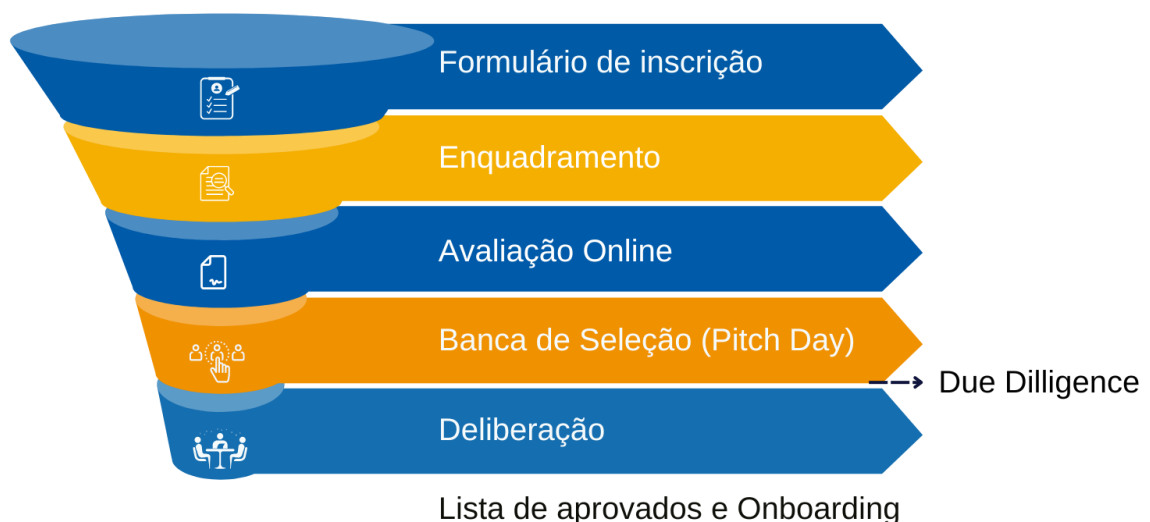 Formulário de inscrição
Enquadramento
Avaliação Online
Banca de Seleção (Pitch Day)
Due Dilligence
Deliberação
Lista de aprovados e Onboarding